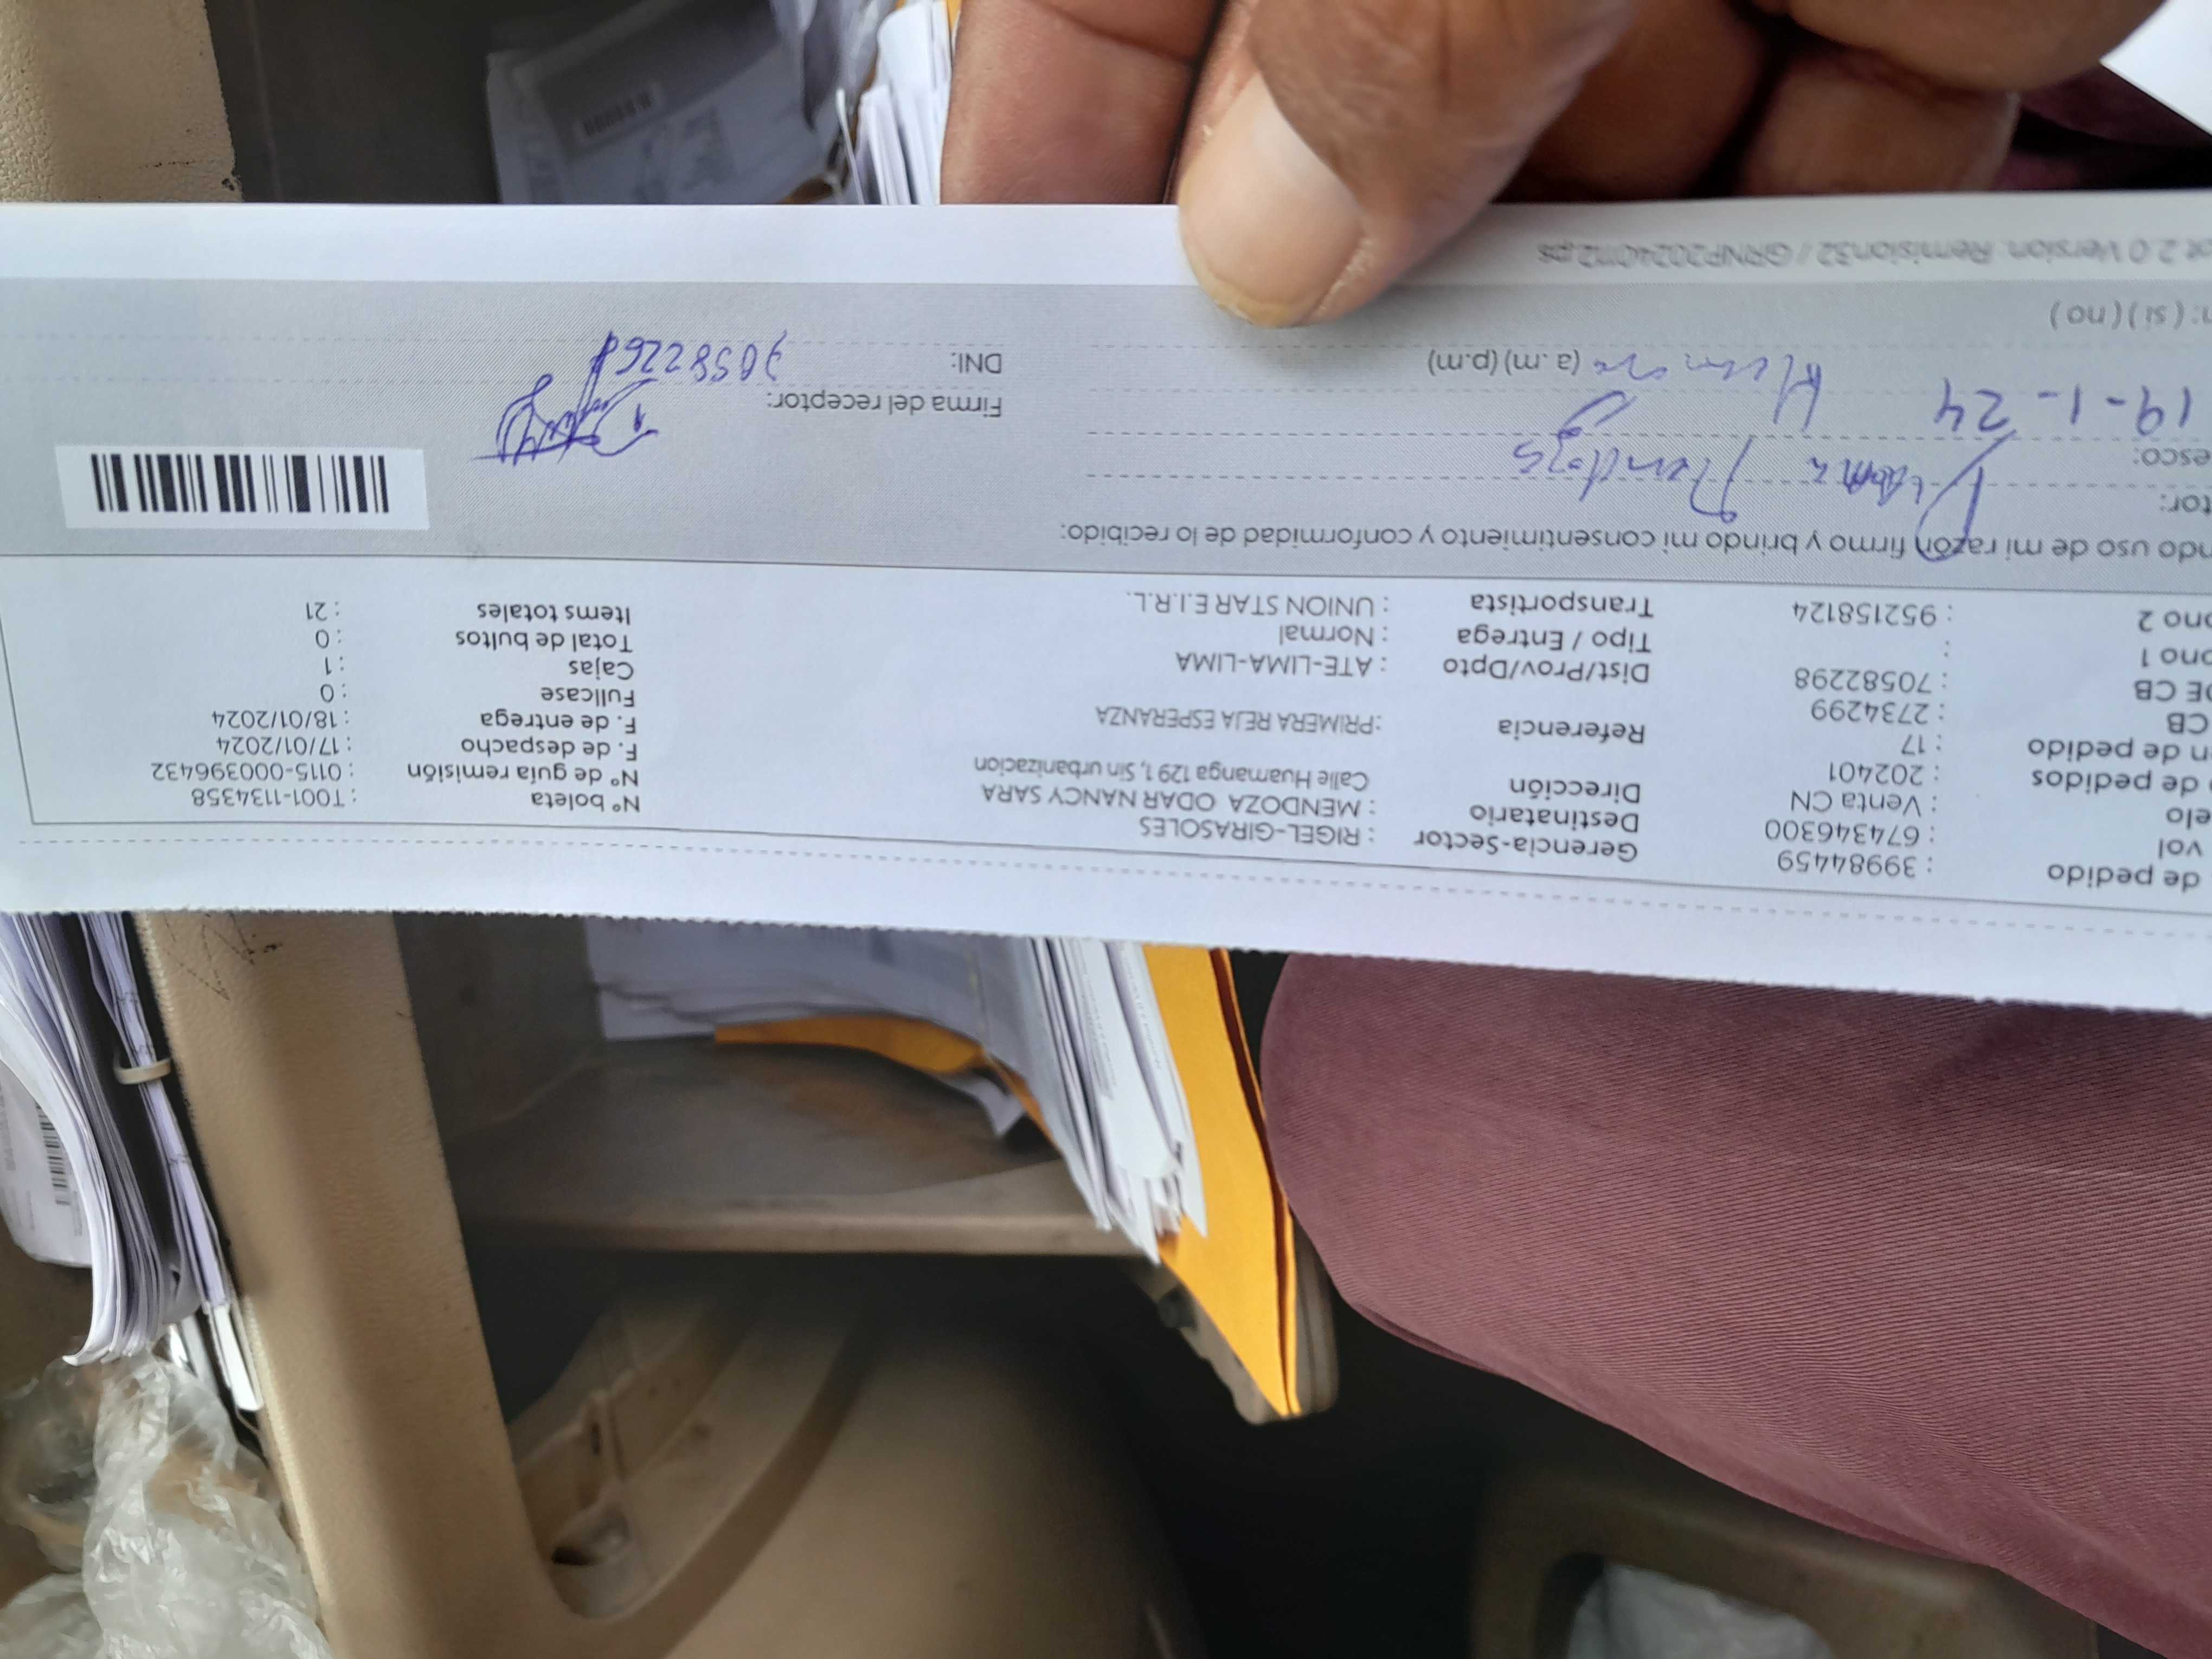 de pedido : 39984459 Gerencia-Sector : RIGEL-GIRASOLES Nº boleta : T001-1134358
vol : 674346300 Destinatario : MENDOZA ODAR NANCY SARA Nº de guía remisión : 0115-000396432
elo : Venta CN Dirección Calle Huamanga 129 1, Sin urbanizacion F. de despacho : 17/01/2024
de pedidos : 202401 F. de entrega : 18/01/2024
n de pedido : 17 Referencia :PRIMERA REJA ESPERANZA Fullcase : 0
CB : 2734299 Cajas : 1
DE CB : 70582298 Dist/Prov/Dpto : ATE-LIMA-LIMA Total de bultos : 0
ono 1 : Tipo / Entrega : Normal Items totales : 21
ono 2 : 952158124 Transportista : UNION STAR E.I.R.L.
ndo uso de mi razón firmo y brindo mi consentimiento y conformidad de lo recibido:
tor: Mendoza
esco:
Firma del receptor:
19-1-24 (a.m) (p.m) DNI:
n: ( si ) ( no )
2.0 Version. Remision32 / GRNP20240112.ps